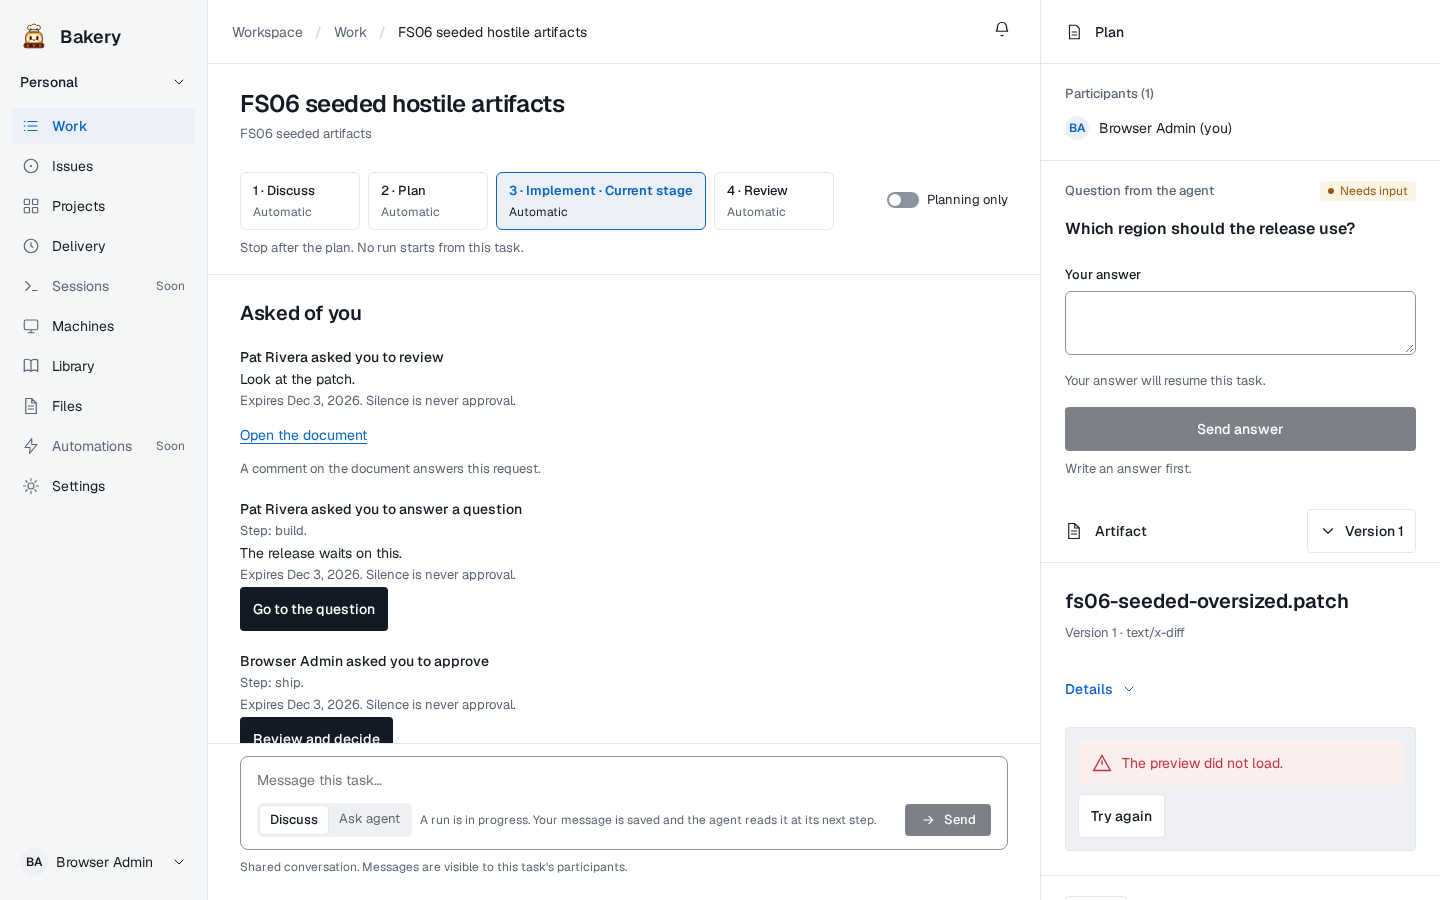 Bakery
Personal
Work
Issues
Projects
Delivery
Sessions Soon
Machines
Library
Files
Automations Soon
Settings
BA Browser Admin
Workspace / Work / FS06 seeded hostile artifacts
FS06 seeded hostile artifacts
FS06 seeded artifacts
1 · Discuss
Automatic
2 · Plan
Automatic
3 · Implement · Current stage
Automatic
4 · Review
Automatic
Planning only
Stop after the plan. No run starts from this task.
Asked of you
Pat Rivera asked you to review
Look at the patch.
Expires Dec 3, 2026. Silence is never approval.
Open the document
A comment on the document answers this request.
Pat Rivera asked you to answer a question
Step: build.
The release waits on this.
Expires Dec 3, 2026. Silence is never approval.
Go to the question
Browser Admin asked you to approve
Step: ship.
Expires Dec 3, 2026. Silence is never approval.
Review and decide
Message this task...
Discuss Ask agent A run is in progress. Your message is saved and the agent reads it at its next step. Send
Shared conversation. Messages are visible to this task's participants.
Plan
Participants (1)
BA Browser Admin (you)
Question from the agent Needs input
Which region should the release use?
Your answer
Your answer will resume this task.
Send answer
Write an answer first.
Artifact Version 1
fs06-seeded-oversized.patch
Version 1 · text/x-diff
Details
The preview did not load.
Try again